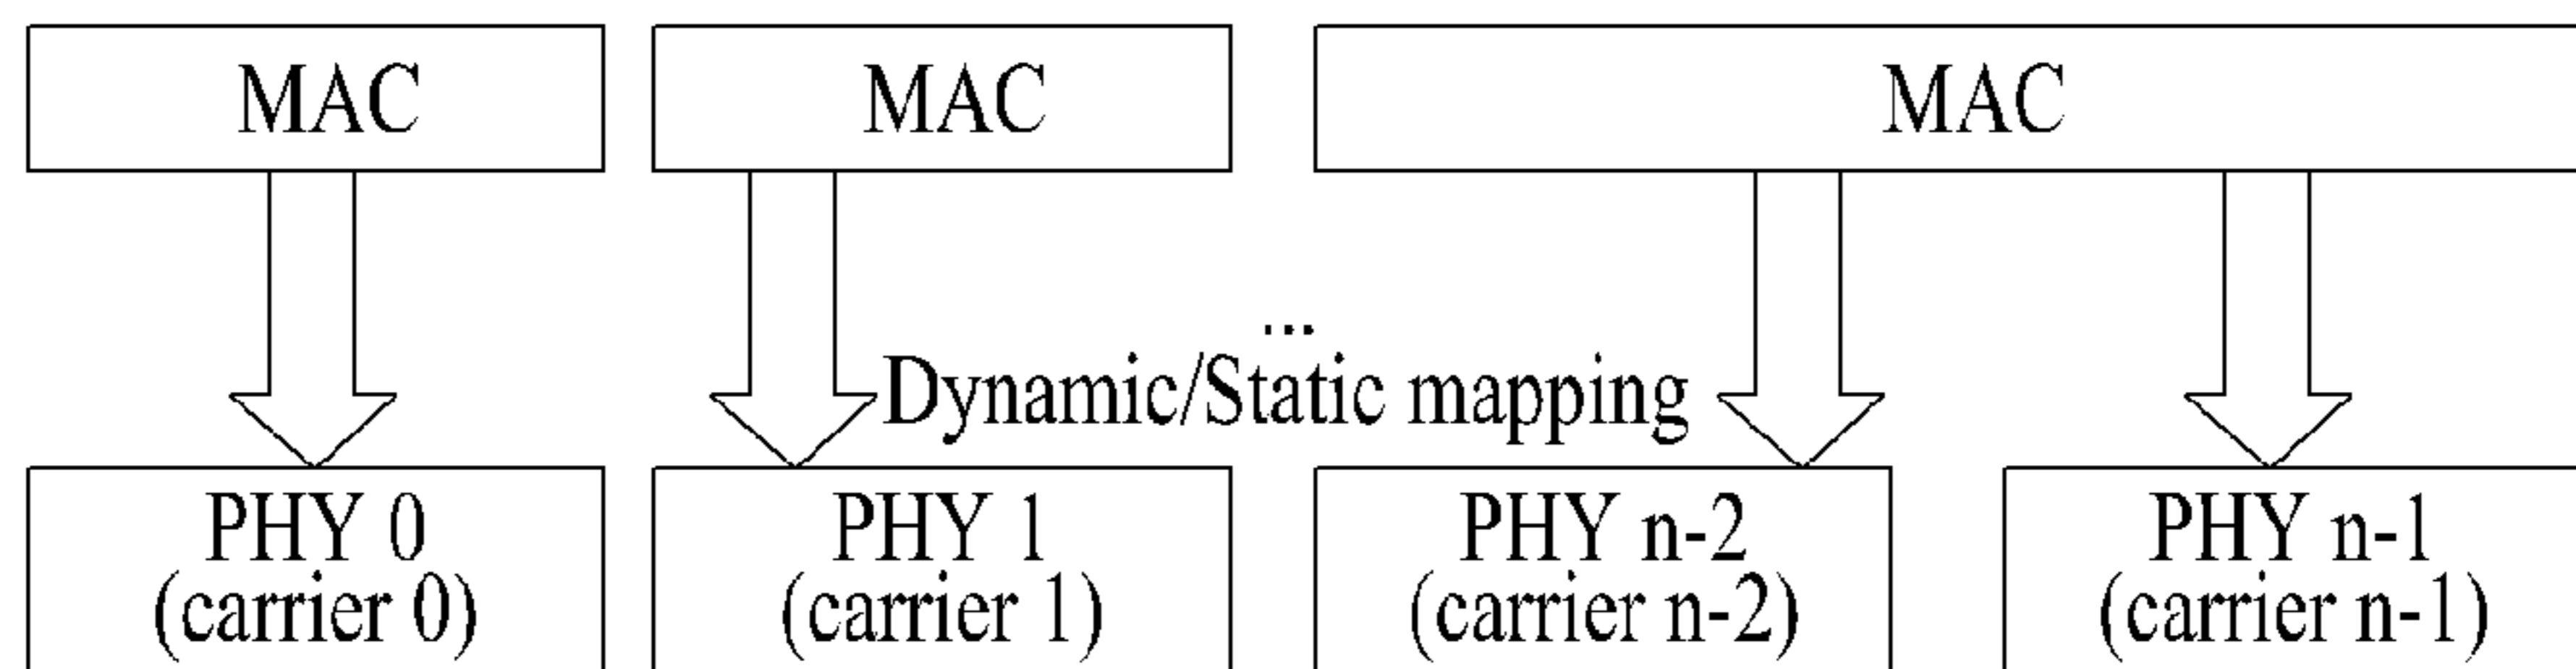 MAC
MAC
MAC
...
Dynamic/Static mapping
PHY 0
(carrier 0)
PHY 1
(carrier 1)
PHY n-2
(carrier n-2)
PHY n-1
(carrier n-1)